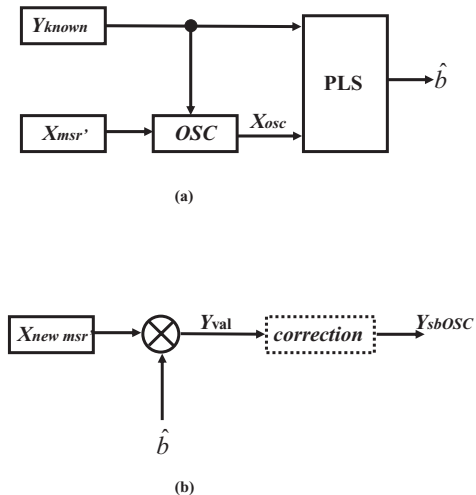 Yknown
PLS
b̂
Xmsr'
OSC
Xosc
(a)
Xnew msr
Yval
correction
YsbOSC
b̂
(b)